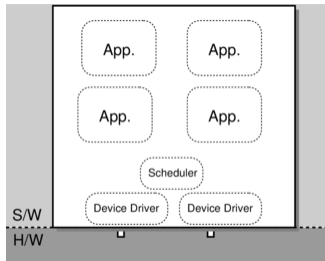 App.
App.
App.
App.
Scheduler
Device Driver
Device Driver
S/W
H/W